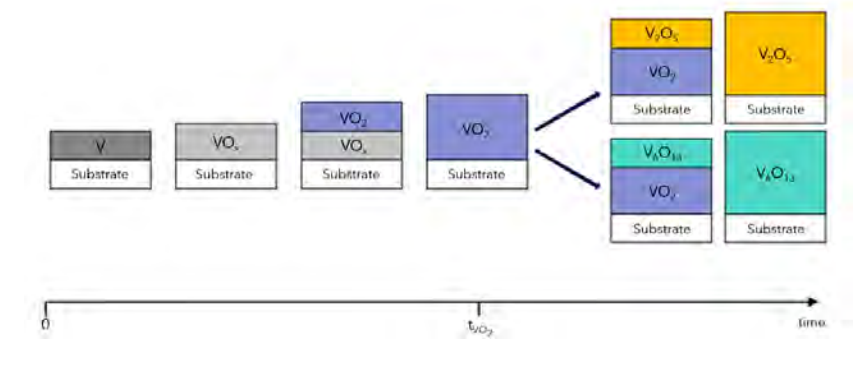 V
Substrate
VOₓ
Substrate
VO₂
VOₓ
Substrate
VO₂
Substrate
V₂O₅
VO₂
Substrate
V₂O₅
Substrate
V₆O₁₃
VO₂
Substrate
V₆O₁₃
Substrate
0
t_VO₂
time